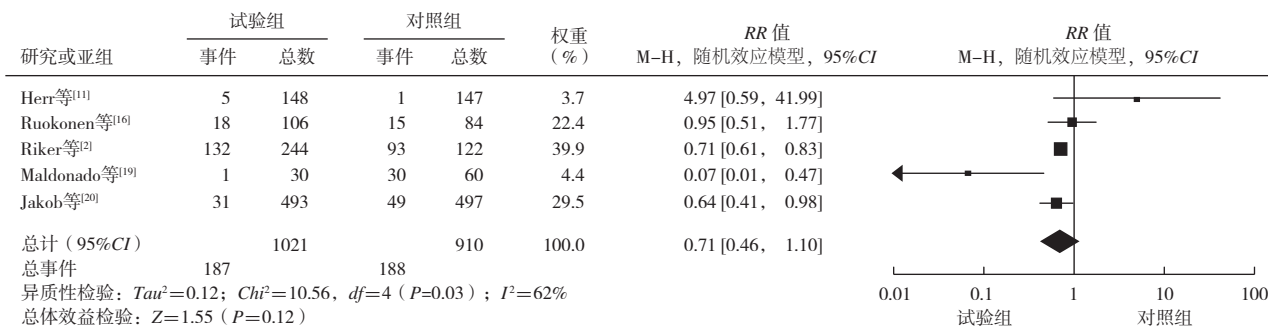 试验组 对照组 权重 RR 值 RR 值
研究或亚组 事件 总数 事件 总数 （%） M-H，随机效应模型，95%CI M-H，随机效应模型，95%CI
Herr等[11] 5 148 1 147 3.7 4.97 [0.59, 41.99]
Ruokonen等[16] 18 106 15 84 22.4 0.95 [0.51, 1.77]
Riker等[2] 132 244 93 122 39.9 0.71 [0.61, 0.83]
Maldonado等[19] 1 30 30 60 4.4 0.07 [0.01, 0.47]
Jakob等[20] 31 493 49 497 29.5 0.64 [0.41, 0.98]
总计（95%CI） 1021 910 100.0 0.71 [0.46, 1.10]
总事件 187 188
异质性检验：Tau²=0.12；Chi²=10.56，df=4（P=0.03）；I²=62%
总体效益检验：Z=1.55（P=0.12）
0.01 0.1 1 10 100
试验组 对照组